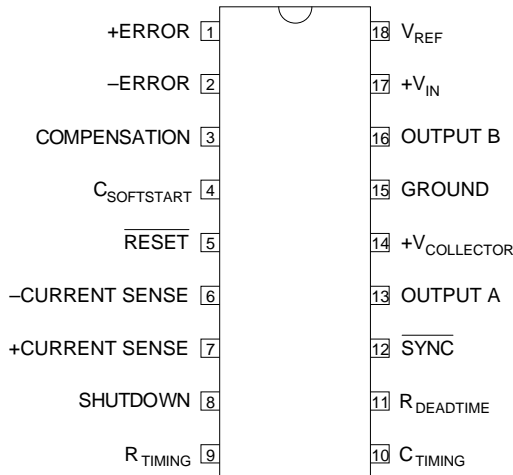 +ERROR 1 18 VREF
–ERROR 2 17 +VIN
COMPENSATION 3 16 OUTPUT B
CSOFTSTART 4 15 GROUND
RESET 5 14 +VCOLLECTOR
–CURRENT SENSE 6 13 OUTPUT A
+CURRENT SENSE 7 12 SYNC
SHUTDOWN 8 11 RDEADTIME
RTIMING 9 10 CTIMING